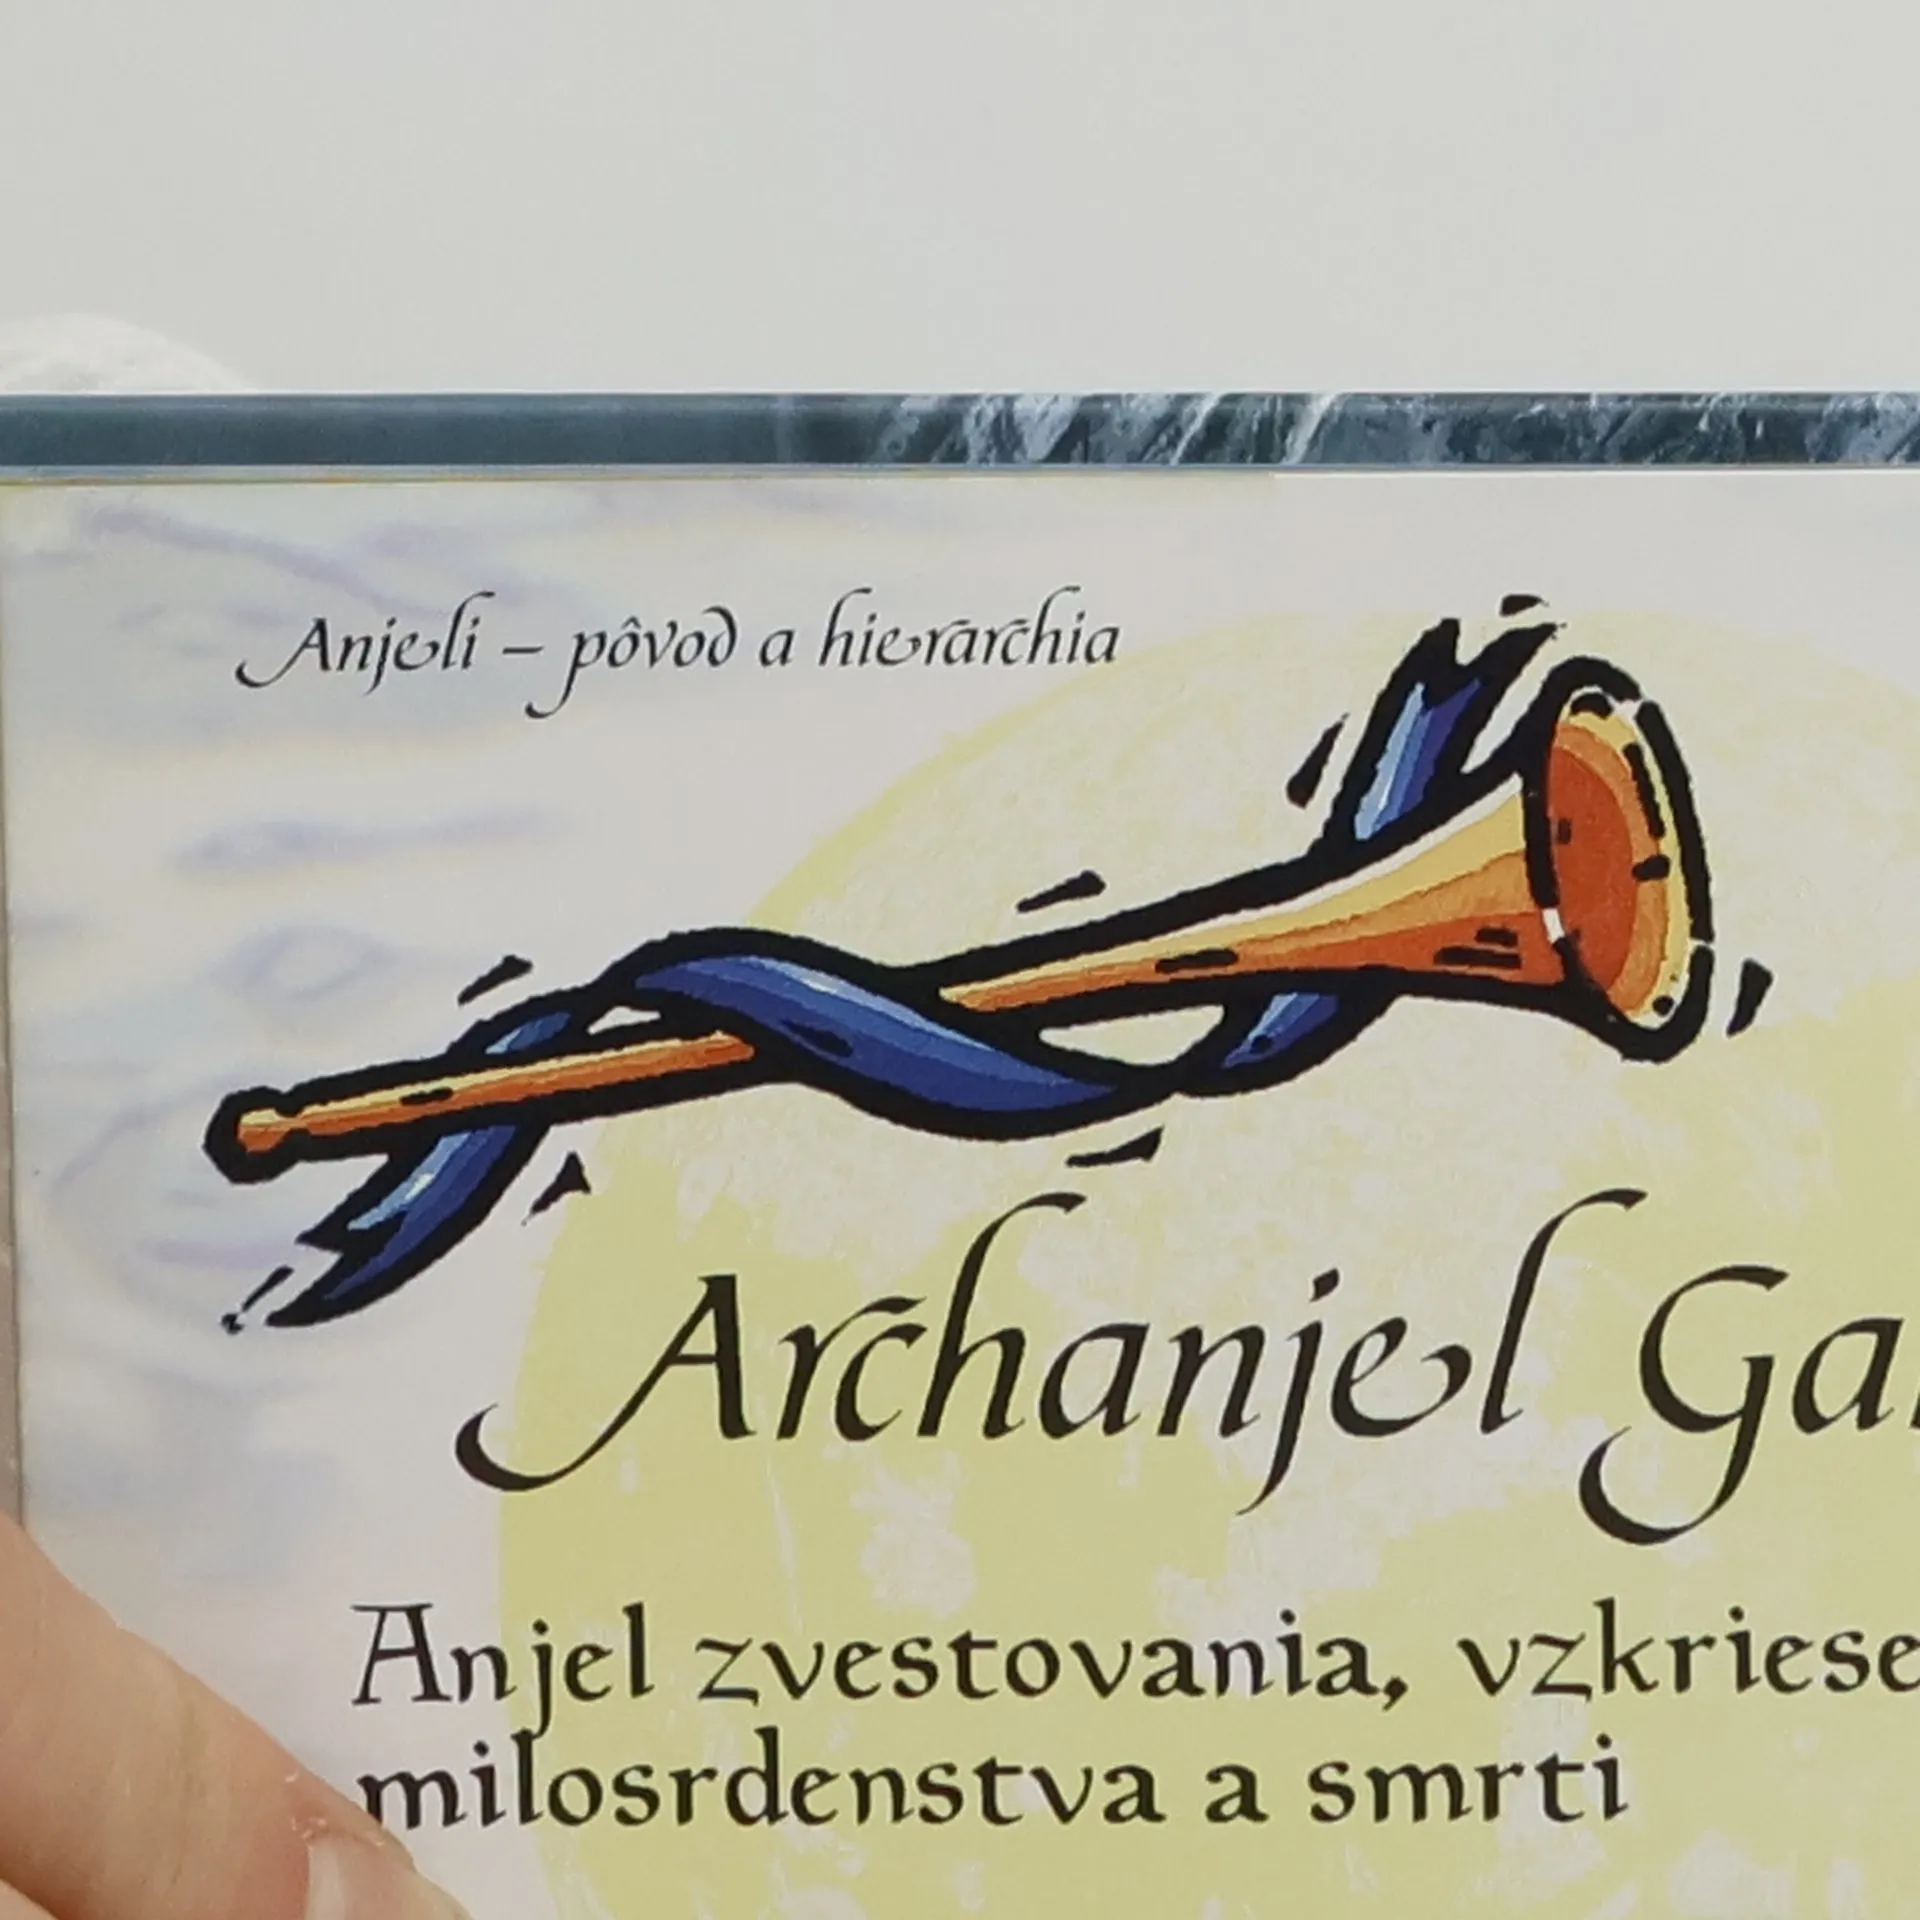 Anjeli – pôvod a hierarchia
Archanjel
Anjel zvestovania,
milosrdenstva a smrti